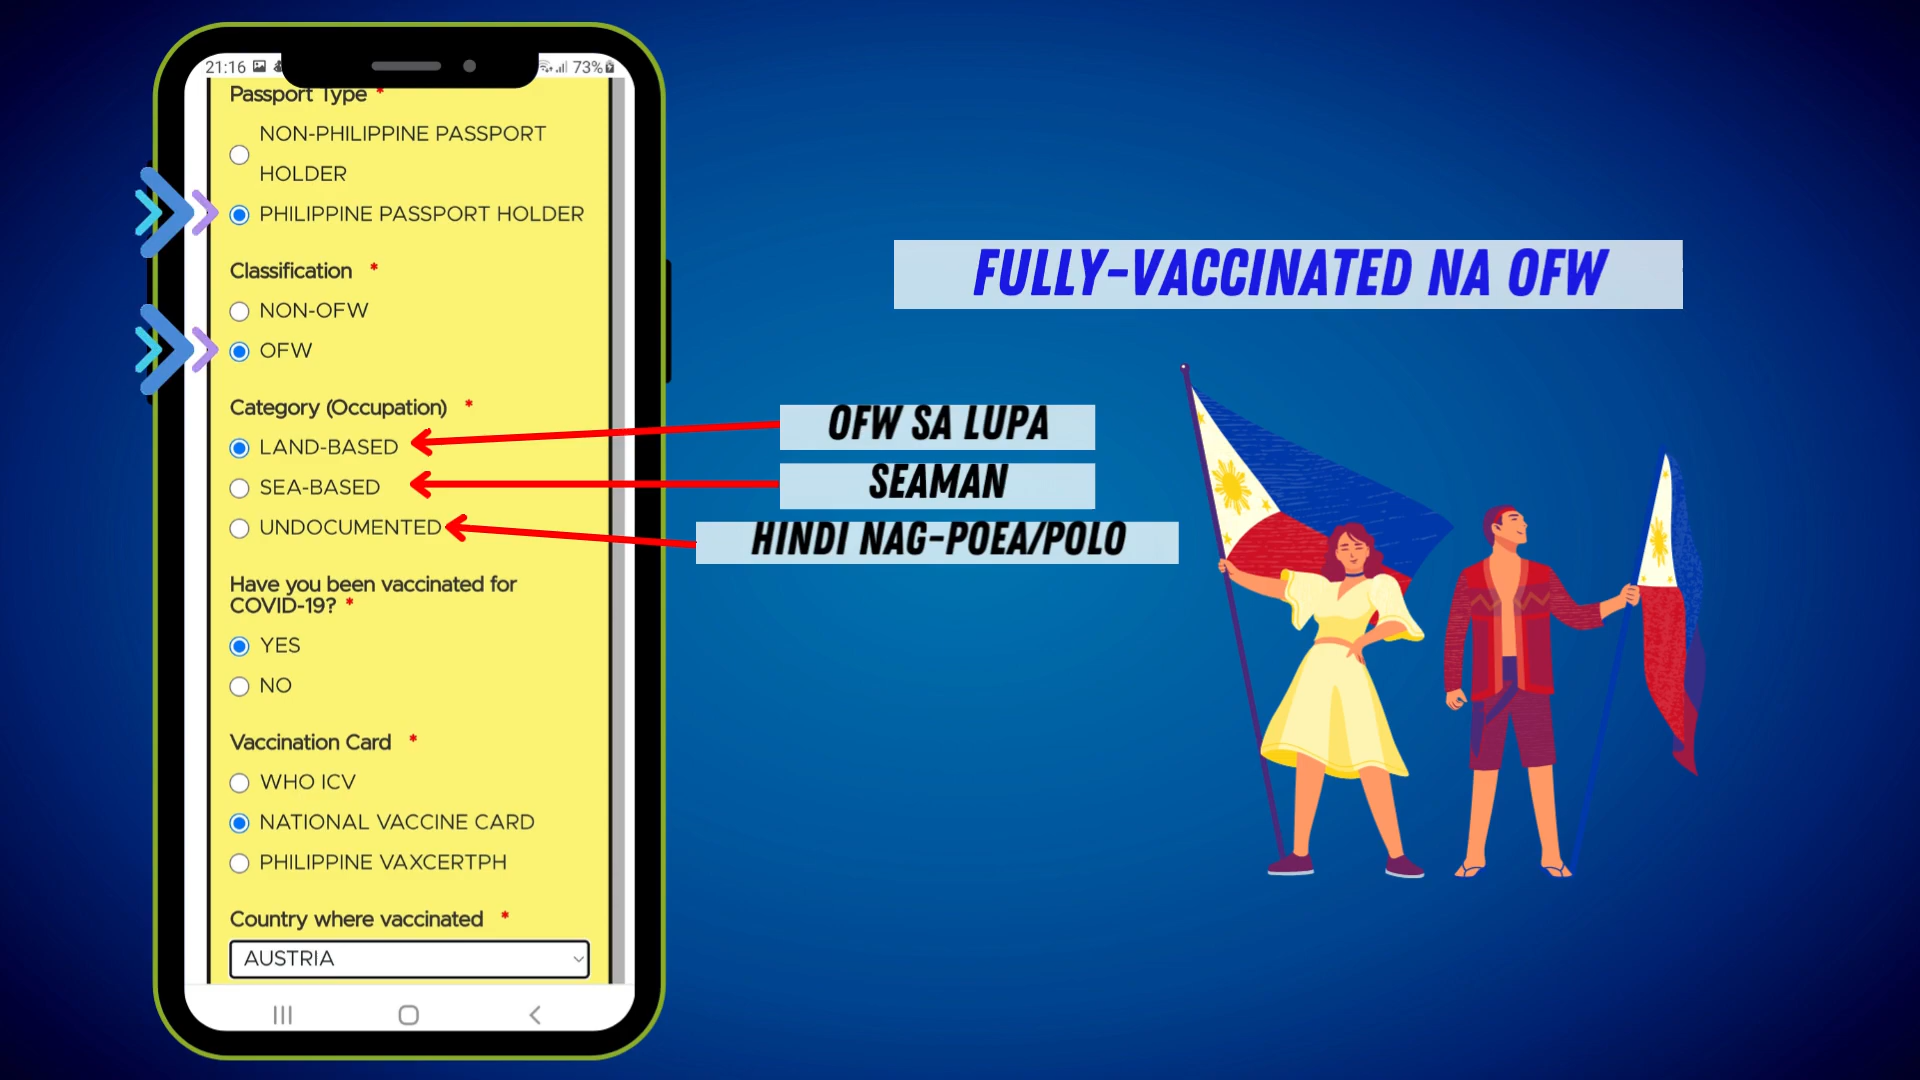 21:16
73%
Passport Type *
NON-PHILIPPINE PASSPORT
HOLDER
PHILIPPINE PASSPORT HOLDER
Classification *
NON-OFW
OFW
Category (Occupation) *
LAND-BASED
SEA-BASED
UNDOCUMENTED
Have you been vaccinated for
COVID-19? *
YES
NO
Vaccination Card *
WHO ICV
NATIONAL VACCINE CARD
PHILIPPINE VAXCERTPH
Country where vaccinated *
AUSTRIA
FULLY-VACCINATED NA OFW
OFW SA LUPA
SEAMAN
HINDI NAG-POEA/POLO